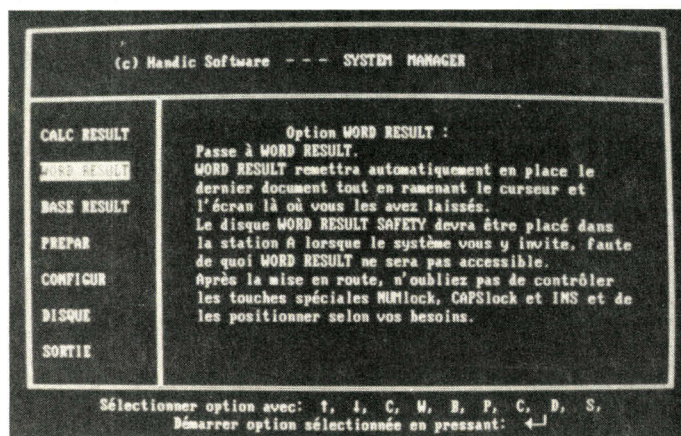 (c) Handic Software --- SYSTEM MANAGER
CALC RESULT
WORD RESULT
BASE RESULT
PREPAR
CONFIGUR
DISQUE
SORTIE
Option WORD RESULT :
Passe à WORD RESULT.
WORD RESULT remettra automatiquement en place le
dernier document tout en ramenant le curseur et
l'écran là où vous les avez laissés.
Le disque WORD RESULT SAFETY devra être placé dans
la station A lorsque le système vous y invite, faute
de quoi WORD RESULT ne sera pas accessible.
Après la mise en route, n'oubliez pas de contrôler
les touches spéciales NUMlock, CAPSlock et INS et de
les positionner selon vos besoins.
Sélectionner option avec: ↑, ↓, C, W, B, P, C, D, S,
Démarrer option sélectionnée en pressant: ↵